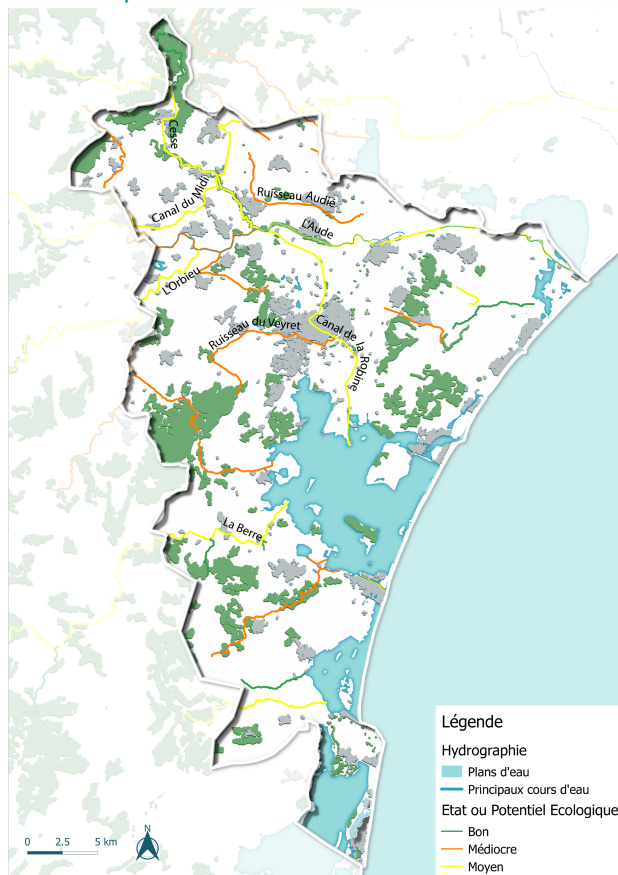 Cesse
Canal du Midi
Ruisseau Audié
L'Aude
L'Orbieu
Ruisseau du Veyret
Canal de la Robine
La Berre
Légende
Hydrographie
Plans d'eau
Principaux cours d'eau
Etat ou Potentiel Ecologique
Bon
Médiocre
Moyen
0 2.5 5 km
N